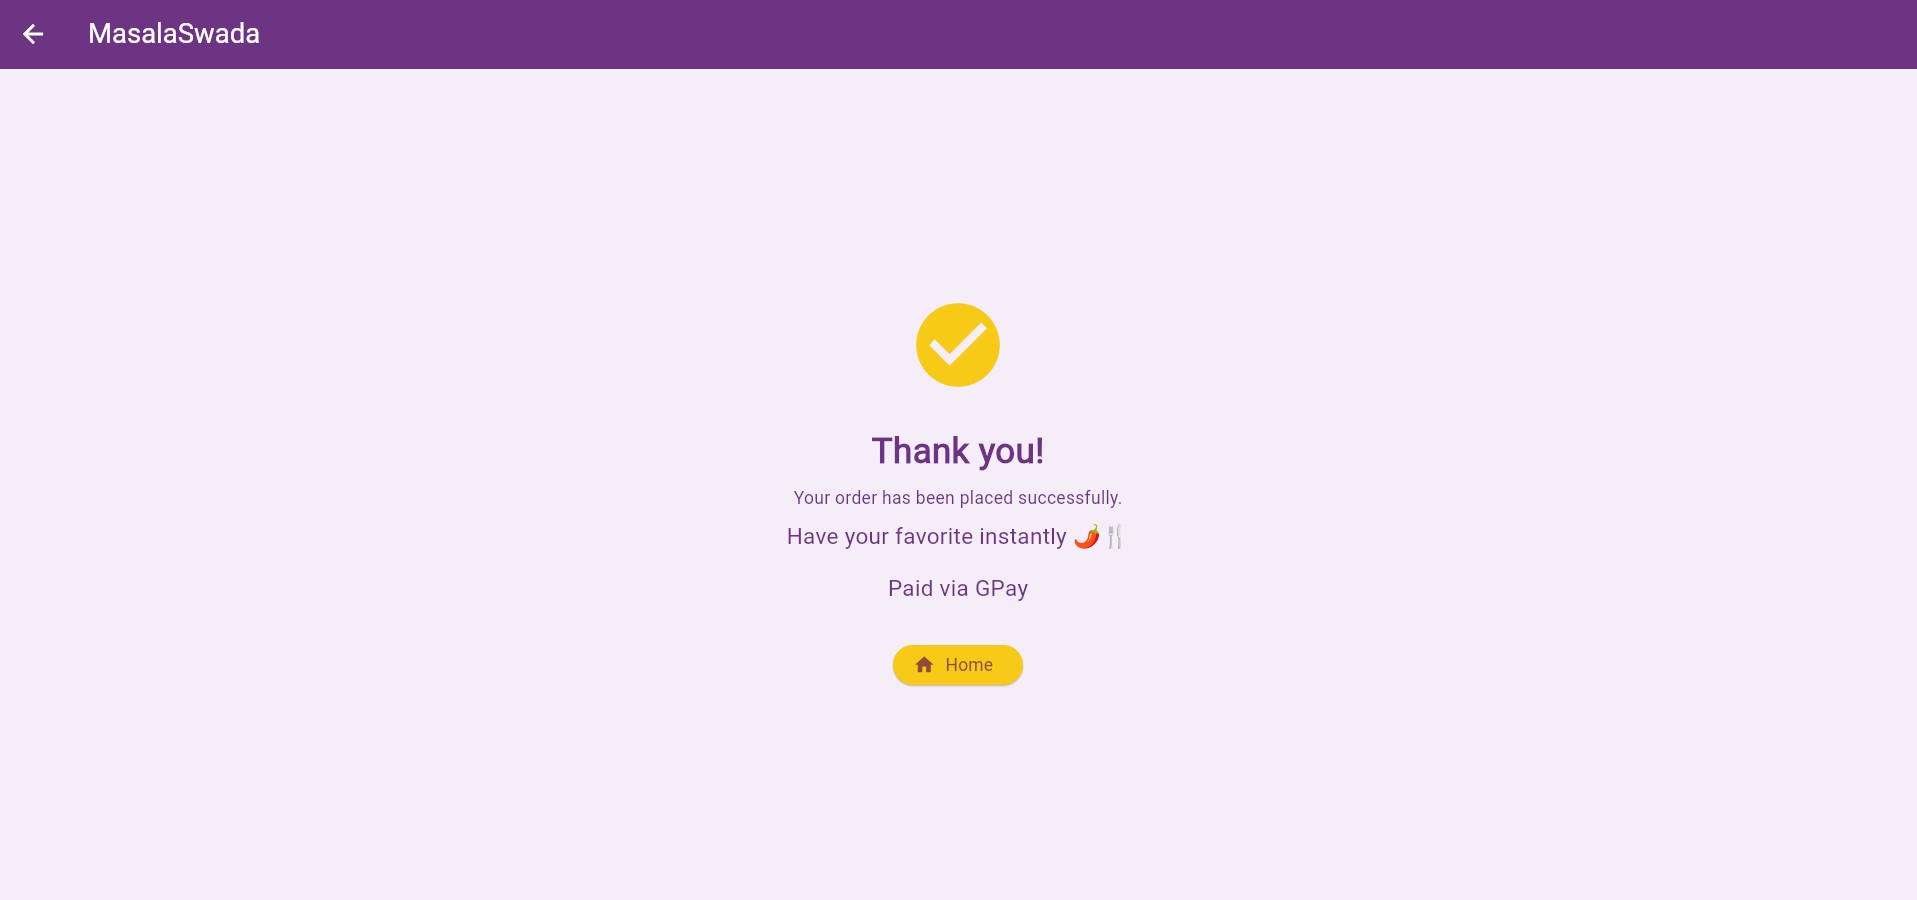 MasalaSwada
Thank you!
Your order has been placed successfully.
Have your favorite instantly 🌶️🍴
Paid via GPay
Home